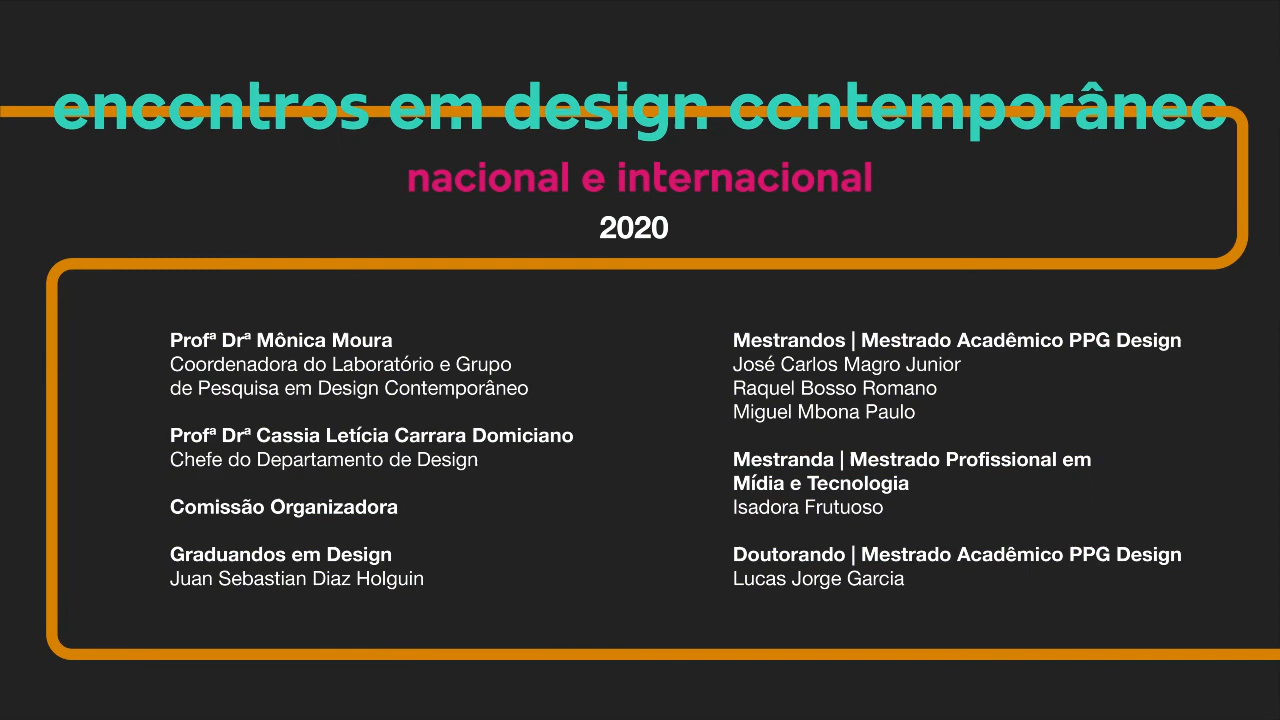 encontros em design contemporâneo
nacional e internacional
2020
Profª Drª Mônica Moura
Coordenadora do Laboratório e Grupo
de Pesquisa em Design Contemporâneo
Profª Drª Cassia Letícia Carrara Domiciano
Chefe do Departamento de Design
Comissão Organizadora
Graduandos em Design
Juan Sebastian Diaz Holguin
Mestrandos | Mestrado Acadêmico PPG Design
José Carlos Magro Junior
Raquel Bosso Romano
Miguel Mbona Paulo
Mestranda | Mestrado Profissional em
Mídia e Tecnologia
Isadora Frutuoso
Doutorando | Mestrado Acadêmico PPG Design
Lucas Jorge Garcia